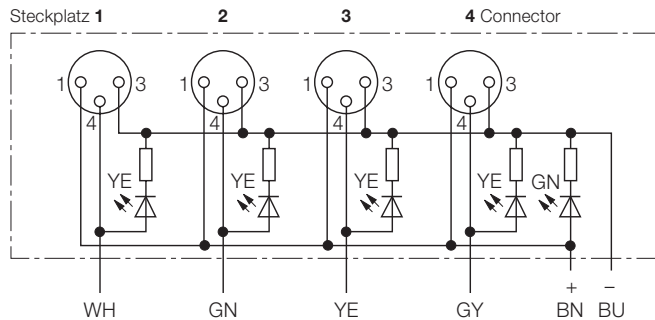 Steckplatz 1 2 3 4 Connector
1 3 1 3 1 3 1 3
4 4 4 4
YE YE YE YE GN
+ −
WH GN YE GY BN BU